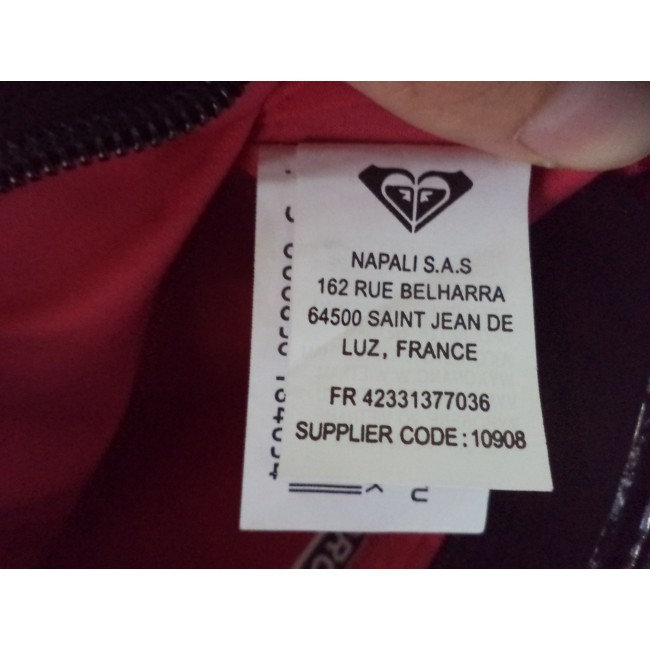 NAPALI S.A.S
162 RUE BELHARRA
64500 SAINT JEAN DE
LUZ, FRANCE
FR 42331377036
SUPPLIER CODE : 10908